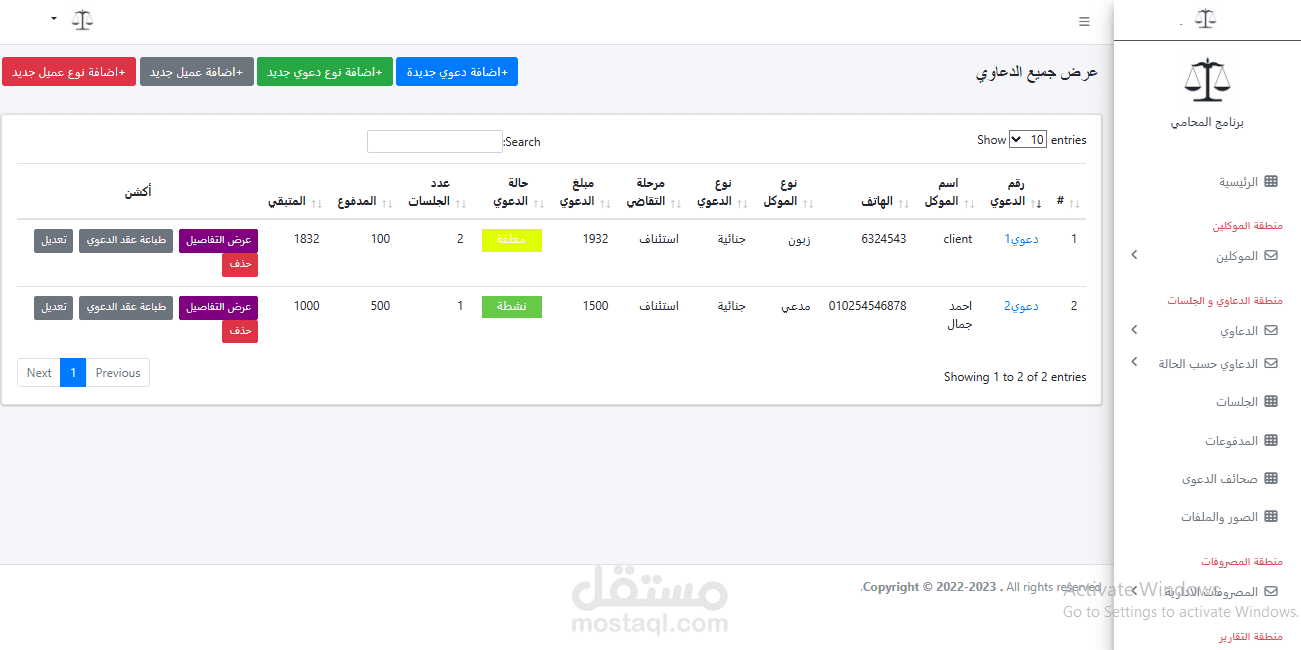 برنامج المحامي
الرئيسية
منطقة الموكلين
الموكلين
منطقة الدعاوي و الجلسات
الدعاوي
الدعاوي حسب الحالة
الجلسات
المدفوعات
صحائف الدعوى
الصور والملفات
منطقة المصروفات
المصروفات الادارية
منطقة التقارير
عرض جميع الدعاوي
+اضافة دعوي جديدة +اضافة نوع دعوي جديد +اضافة عميل جديد +اضافة نوع عميل جديد
Show 10 entries
Search:
# رقم الدعوي اسم الموكل الهاتف نوع الموكل نوع الدعوي مرحلة التقاضي مبلغ الدعوي حالة الدعوي عدد الجلسات المدفوع المتبقي أكشن
1 دعوي1 client 6324543 زبون جنائية استئناف 1932 معلقة 2 100 1832 عرض التفاصيل طباعة عقد الدعوي تعديل
حذف
2 دعوي2 احمد جمال 010254546878 مدعي جنائية استئناف 1500 نشطة 1 500 1000 عرض التفاصيل طباعة عقد الدعوي تعديل
حذف
Showing 1 to 2 of 2 entries
Next 1 Previous
Copyright © 2022-2023 . All rights reserved.
مستقل
mostaql.com
Activate Windows
Go to Settings to activate Windows.